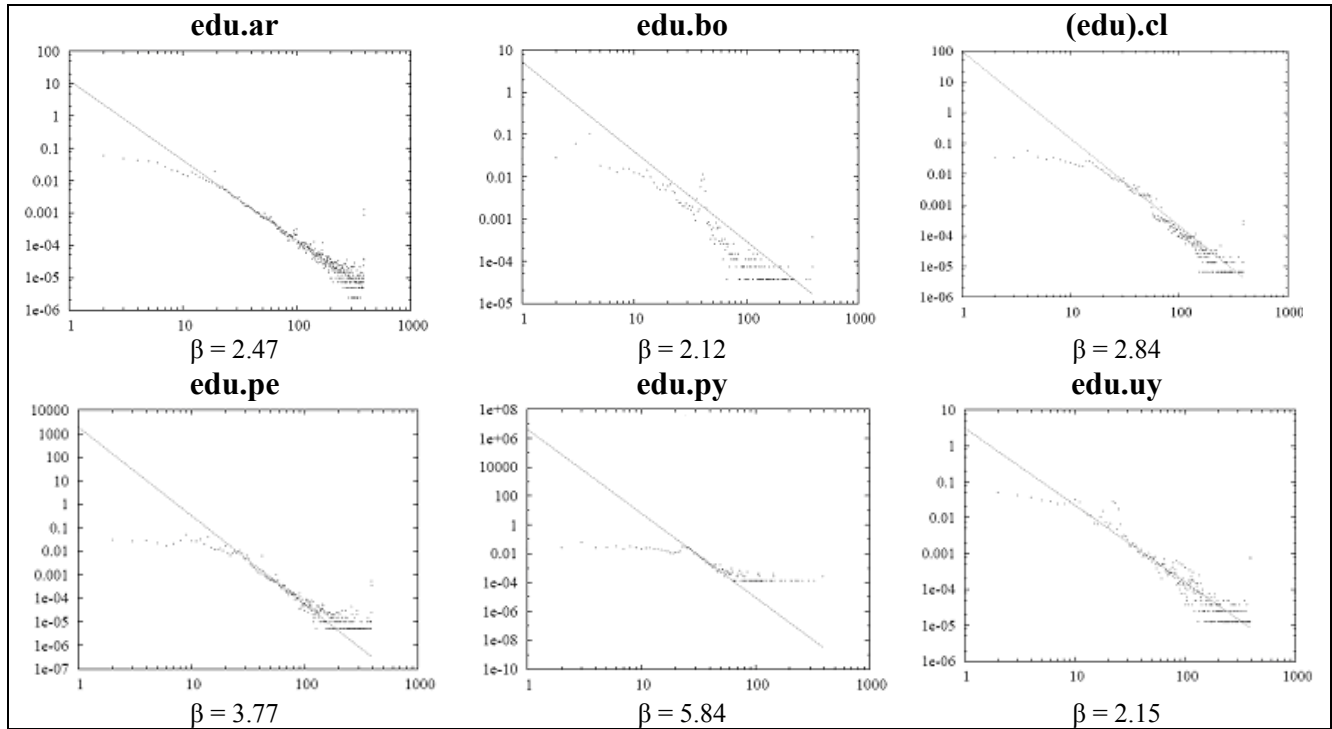 edu.ar
100
10
1
0.1
0.01
0.001
1e-04
1e-05
1e-06
1 10 100 1000
β = 2.47
edu.bo
10
1
0.1
0.01
0.001
1e-04
1e-05
1 10 100 1000
β = 2.12
(edu).cl
100
10
1
0.1
0.01
0.001
1e-04
1e-05
1e-06
1 10 100 1000
β = 2.84
edu.pe
10000
1000
100
10
1
0.1
0.01
0.001
1e-04
1e-05
1e-06
1e-07
1 10 100 1000
β = 3.77
edu.py
1e+08
1e+06
10000
100
1
0.01
1e-04
1e-06
1e-08
1e-10
1 10 100 1000
β = 5.84
edu.uy
10
1
0.1
0.01
0.001
1e-04
1e-05
1e-06
1 10 100 1000
β = 2.15